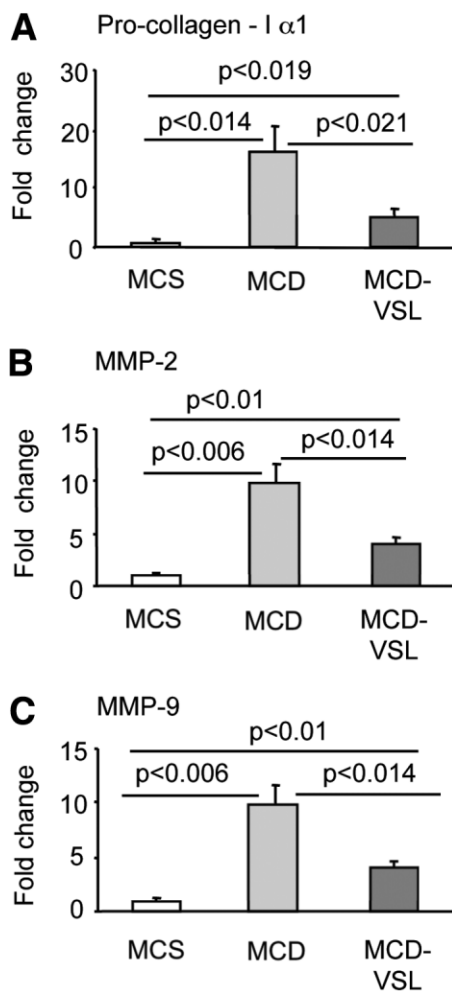 A Pro-collagen - I α1
30
20
10
0
Fold change
p<0.019
p<0.014
p<0.021
MCS
MCD
MCD-
VSL
B MMP-2
15
10
5
0
Fold change
p<0.01
p<0.006
p<0.014
MCS
MCD
MCD-
VSL
C MMP-9
15
10
5
0
Fold change
p<0.01
p<0.006
p<0.014
MCS
MCD
MCD-
VSL